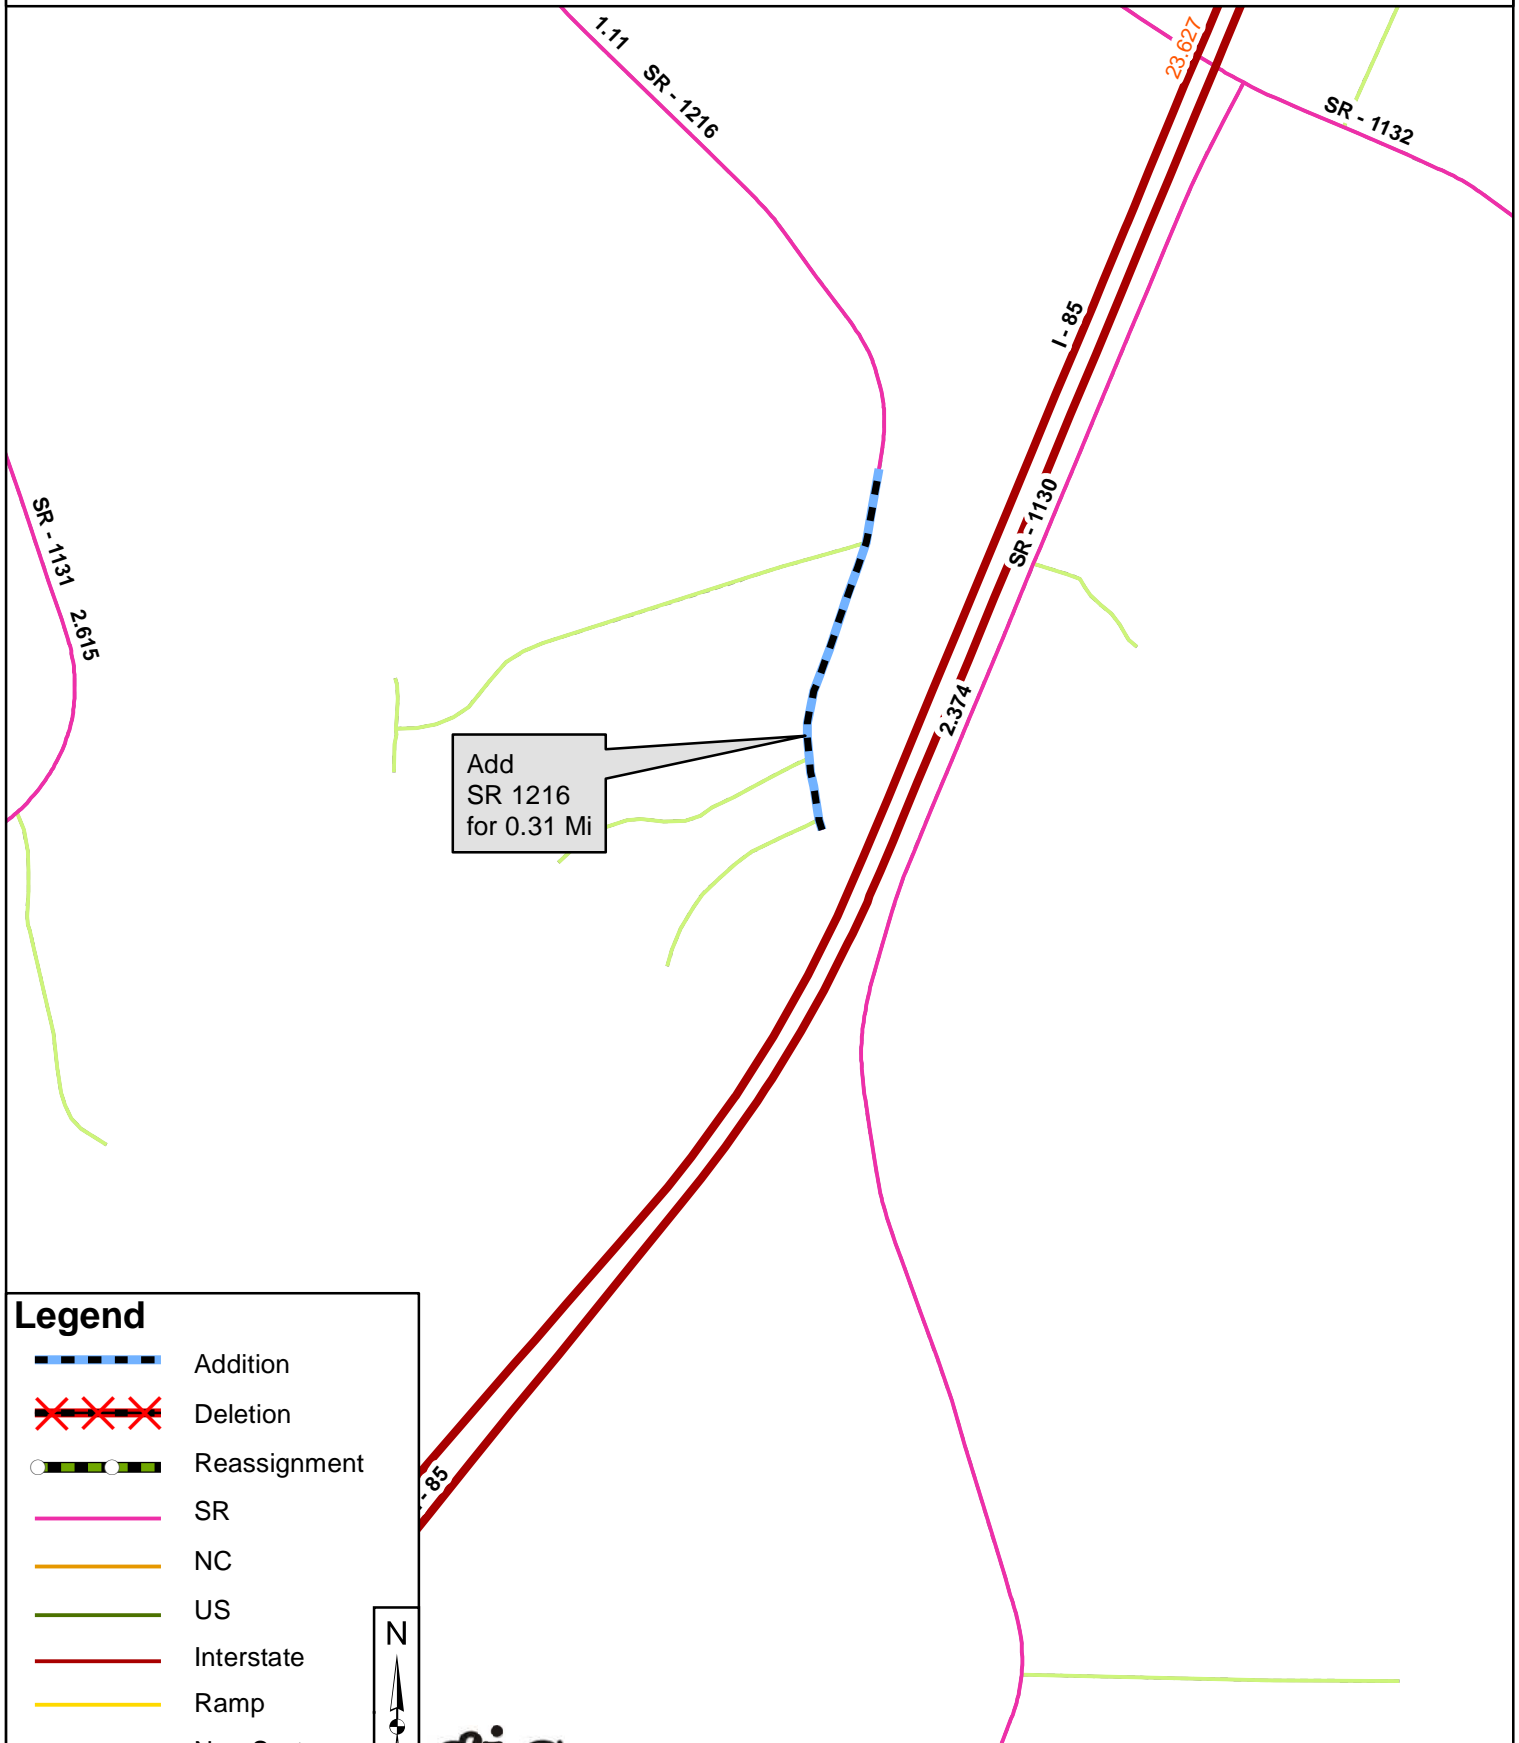 1.11
SR - 1216
23.627
SR - 1132
I - 85
SR - 1131
2.615
SR - 1130
2.374
Add
SR 1216
for 0.31 Mi
Legend
Addition
Deletion
Reassignment
SR
NC
US
Interstate
Ramp
- 85
N